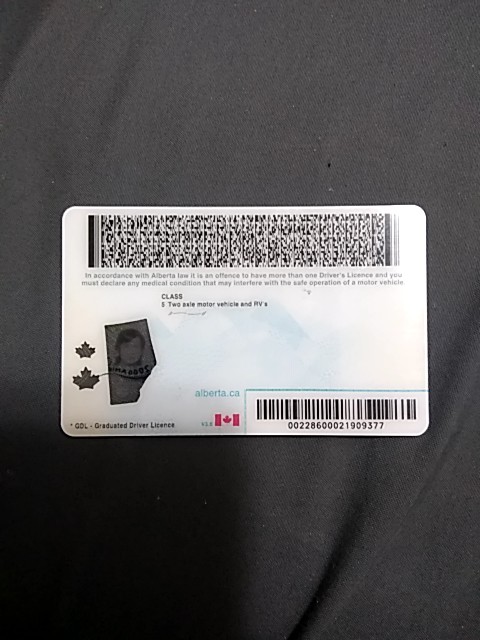 In accordance with Alberta law it is an offence to have more than one Driver's Licence and you
must declare any medical condition that may interfere with the safe operation of a motor vehicle
CLASS
5 Two axle motor vehicle and RV's
alberta.ca
* GDL - Graduated Driver Licence
00228600021909377